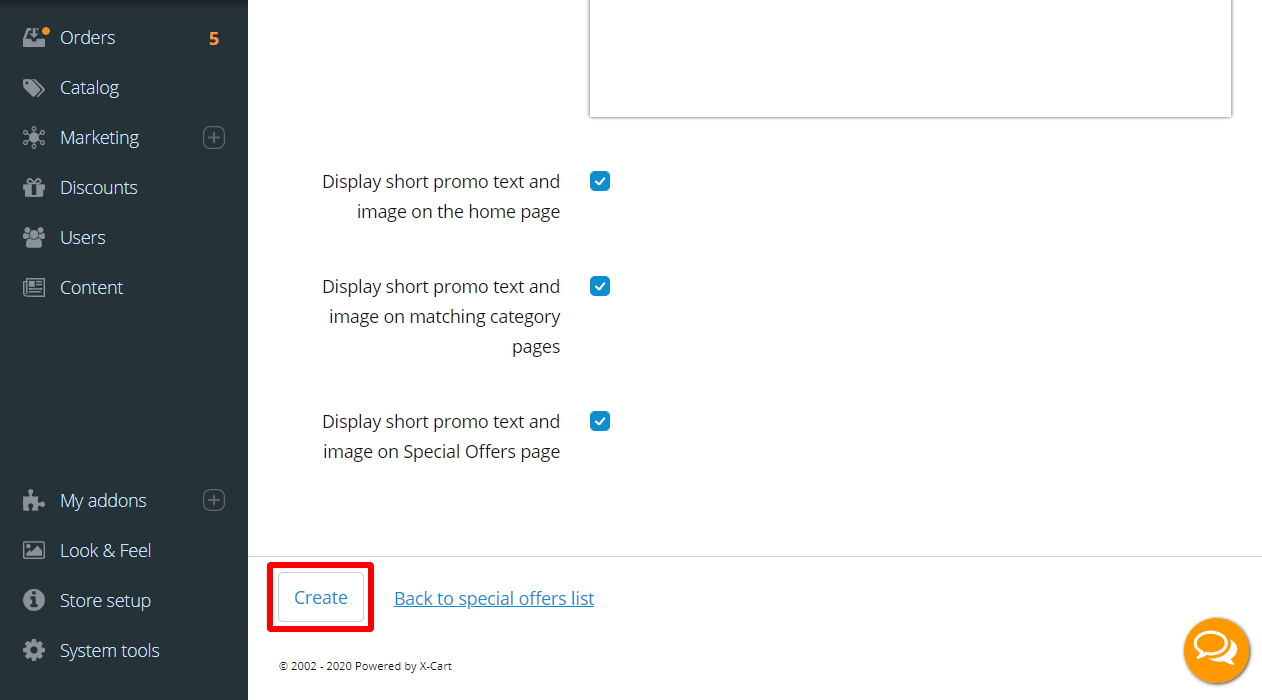 Orders 5
Catalog
Marketing
Discounts
Users
Content
My addons
Look & Feel
Store setup
System tools
Display short promo text and
image on the home page
Display short promo text and
image on matching category
pages
Display short promo text and
image on Special Offers page
Create Back to special offers list
© 2002 - 2020 Powered by X-Cart